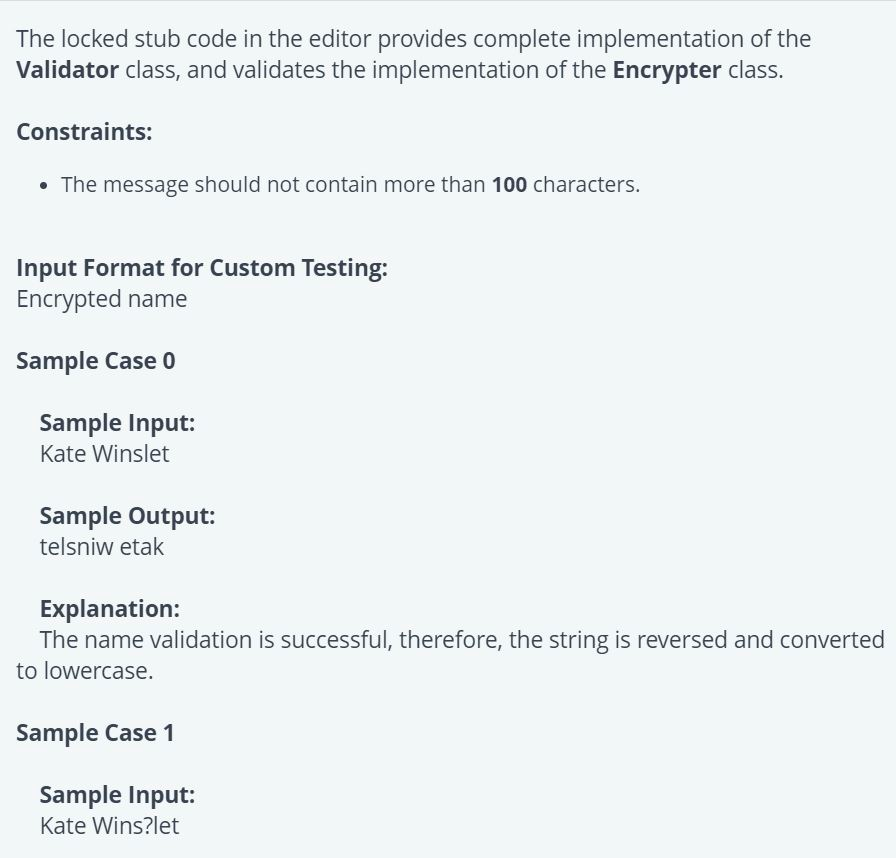 The locked stub code in the editor provides complete implementation of the
Validator class, and validates the implementation of the Encrypter class.
Constraints:
• The message should not contain more than 100 characters.
Input Format for Custom Testing:
Encrypted name
Sample Case 0
Sample Input:
Kate Winslet
Sample Output:
telsniw etak
Explanation:
The name validation is successful, therefore, the string is reversed and converted
to lowercase.
Sample Case 1
Sample Input:
Kate Wins?let